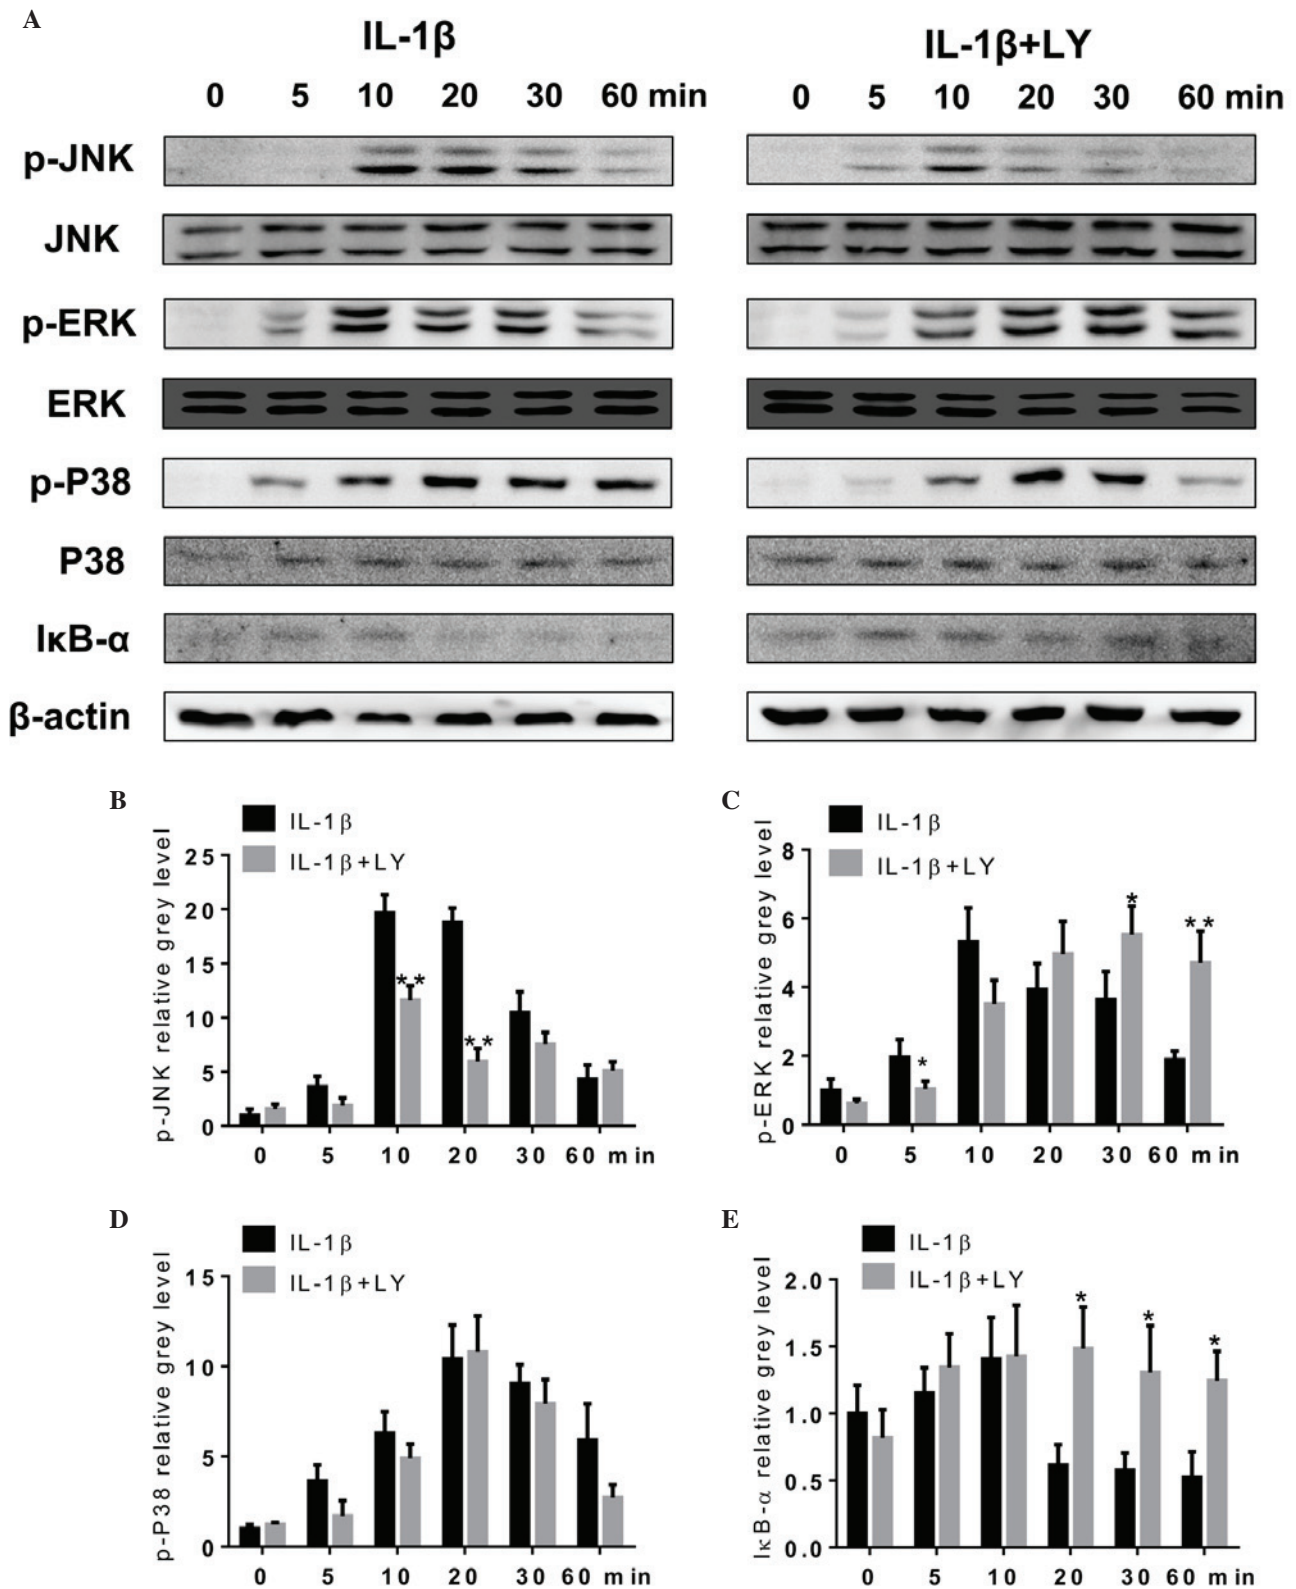 A
IL-1β
IL-1β+LY
0 5 10 20 30 60 min
0 5 10 20 30 60 min
p-JNK
JNK
p-ERK
ERK
p-P38
P38
IκB-α
β-actin
B
IL-1β
IL-1β+LY
p-JNK relative grey level
25
20
15
10
5
0
** **
0 5 10 20 30 60 min
C
IL-1β
IL-1β+LY
p-ERK relative grey level
8
6
4
2
0
* * **
0 5 10 20 30 60 min
D
IL-1β
IL-1β+LY
p-P38 relative grey level
15
10
5
0
0 5 10 20 30 60 min
E
IL-1β
IL-1β+LY
IκB-α relative grey level
2.0
1.5
1.0
0.5
0.0
* * *
0 5 10 20 30 60 min